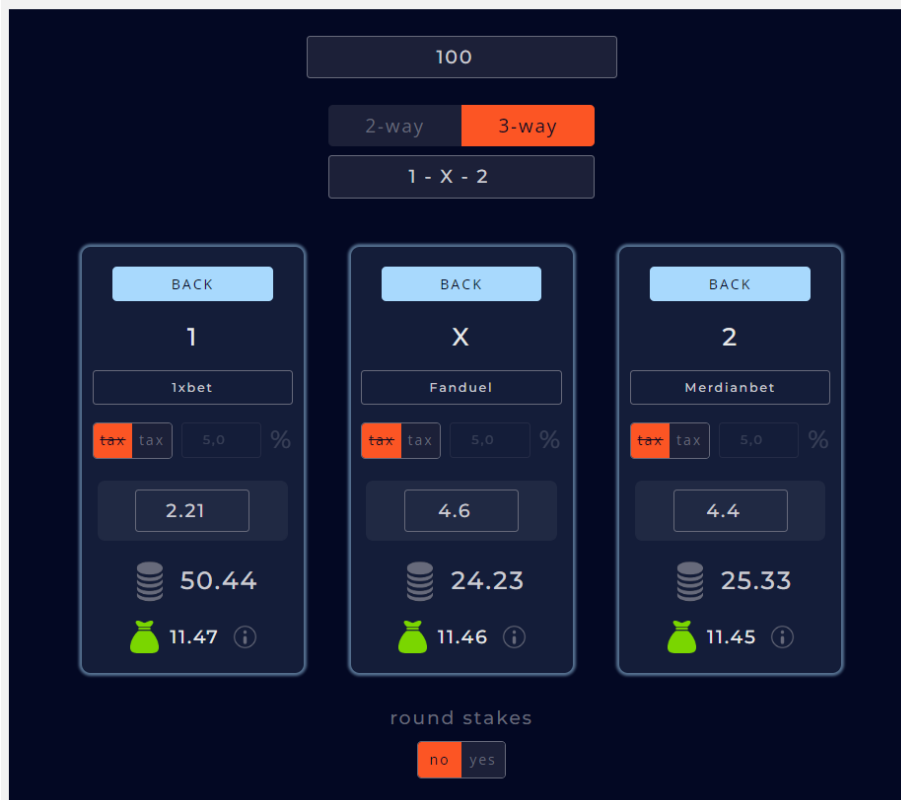 100
2-way 3-way
1 - X - 2
BACK BACK BACK
1 X 2
1xbet Fanduel Merdianbet
tax tax 5,0 % tax tax 5,0 % tax tax 5,0 %
2.21 4.6 4.4
50.44 24.23 25.33
11.47 11.46 11.45
round stakes
no yes